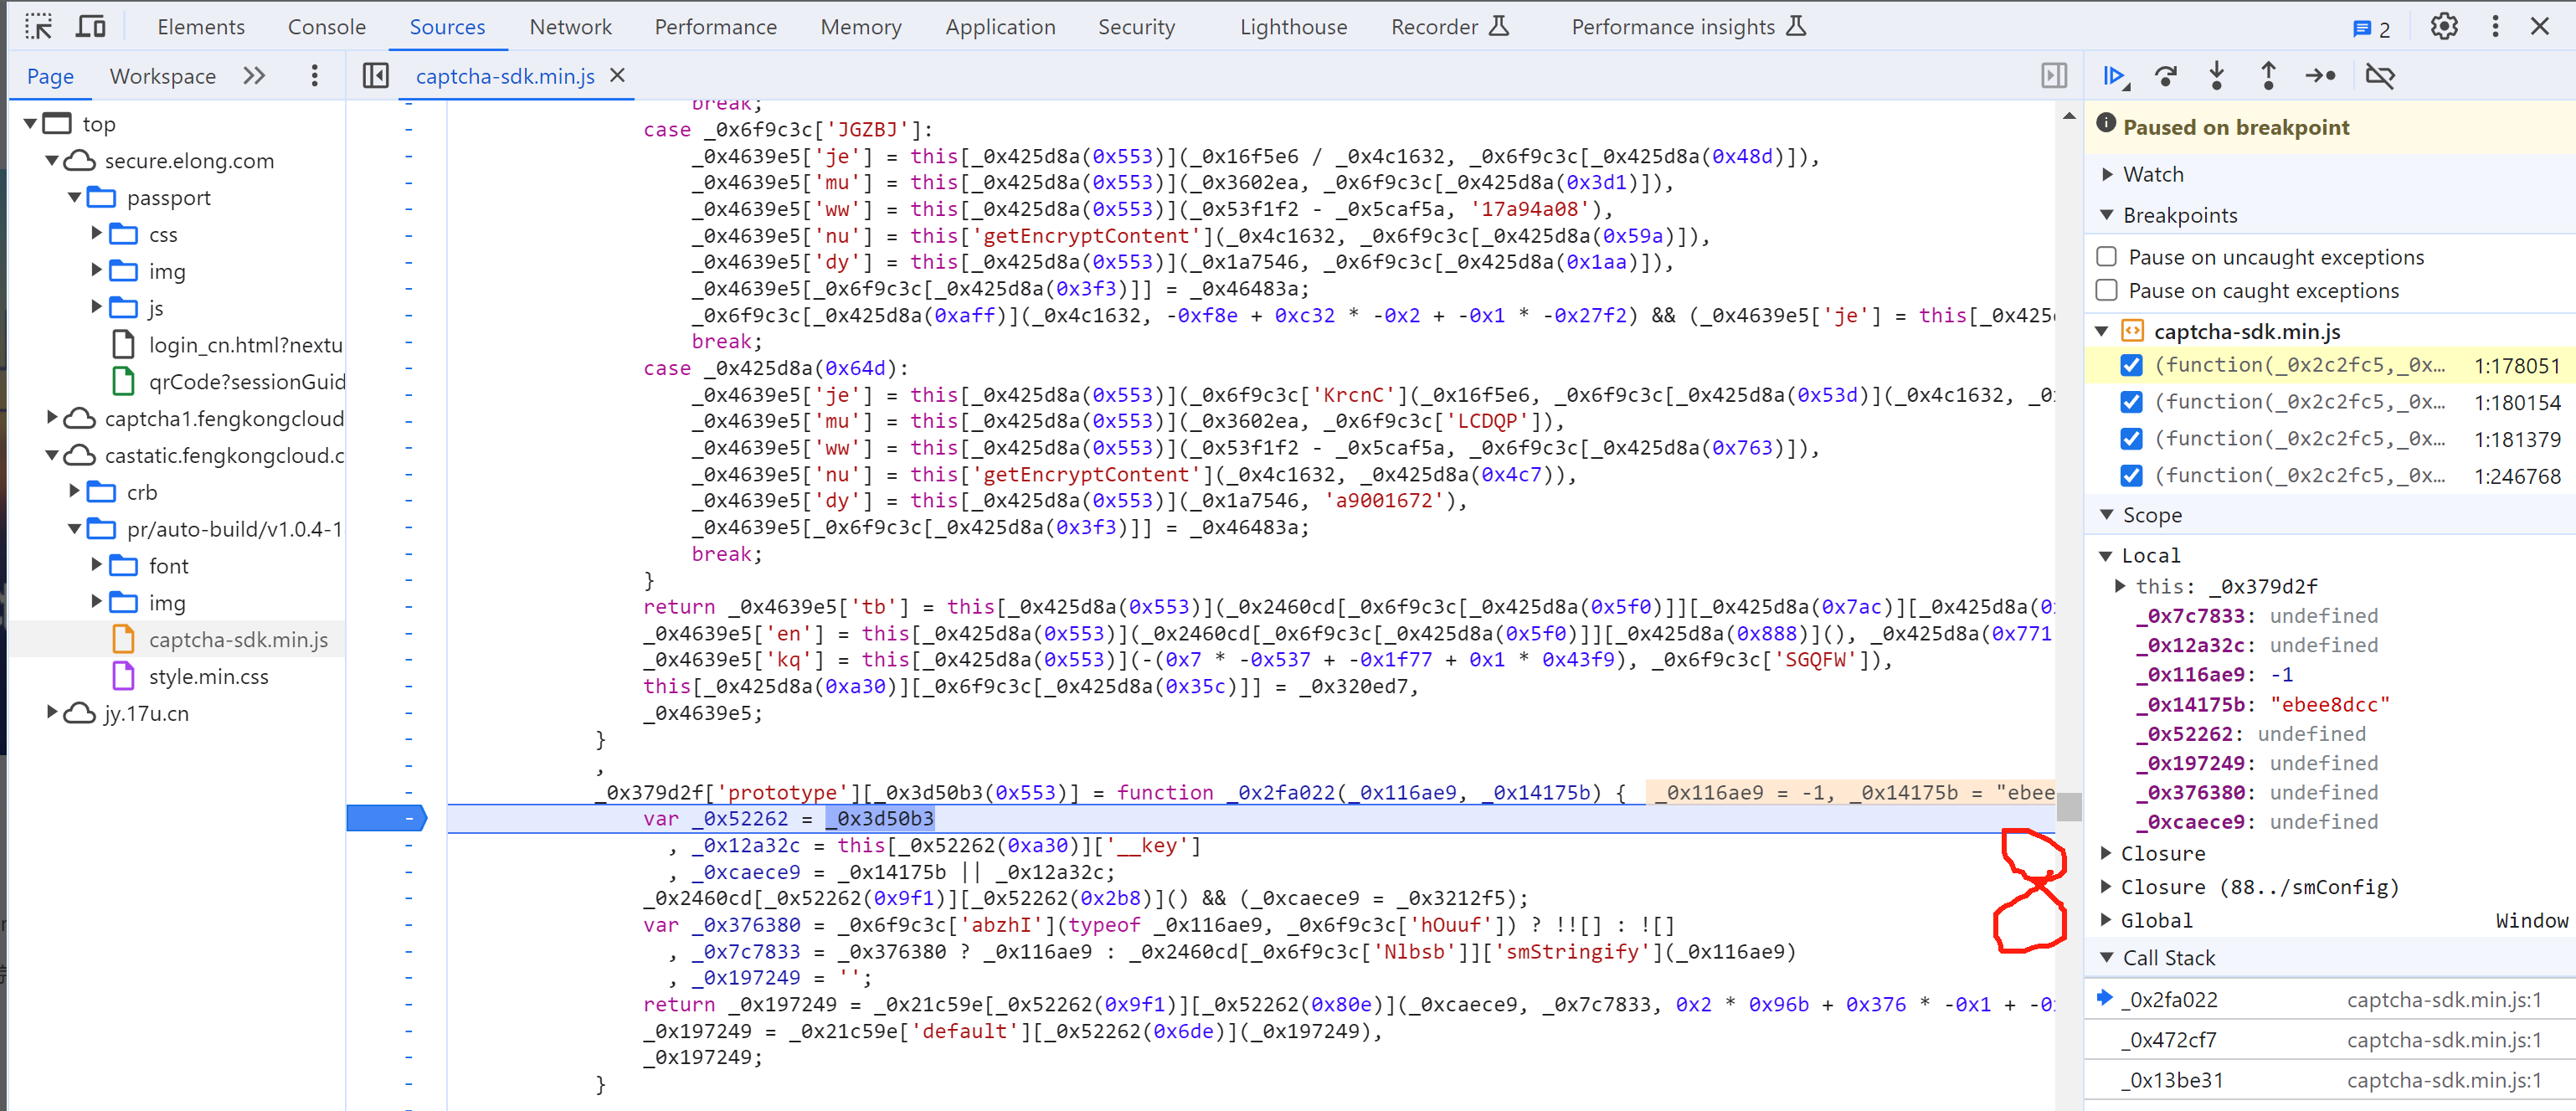 Elements Console Sources Network Performance Memory Application Security Lighthouse Recorder Performance insights 2
Page Workspace
captcha-sdk.min.js
top
secure.elong.com
passport
css
img
js
login_cn.html?nextu
qrCode?sessionGuid
captcha1.fengkongcloud
castatic.fengkongcloud.c
crb
pr/auto-build/v1.0.4-1
font
img
captcha-sdk.min.js
style.min.css
jy.17u.cn
break;
case _0x6f9c3c['JGZBJ']:
_0x4639e5['je'] = this[_0x425d8a(0x553)](_0x16f5e6 / _0x4c1632, _0x6f9c3c[_0x425d8a(0x48d)]),
_0x4639e5['mu'] = this[_0x425d8a(0x553)](_0x3602ea, _0x6f9c3c[_0x425d8a(0x3d1)]),
_0x4639e5['ww'] = this[_0x425d8a(0x553)](_0x53f1f2 - _0x5caf5a, '17a94a08'),
_0x4639e5['nu'] = this['getEncryptContent'](_0x4c1632, _0x6f9c3c[_0x425d8a(0x59a)]),
_0x4639e5['dy'] = this[_0x425d8a(0x553)](_0x1a7546, _0x6f9c3c[_0x425d8a(0x1aa)]),
_0x4639e5[_0x6f9c3c[_0x425d8a(0x3f3)]] = _0x46483a;
_0x6f9c3c[_0x425d8a(0xaff)](_0x4c1632, -0xf8e + 0xc32 * -0x2 + -0x1 * -0x27f2) && (_0x4639e5['je'] = this[_0x425
break;
case _0x425d8a(0x64d):
_0x4639e5['je'] = this[_0x425d8a(0x553)](_0x6f9c3c['KrcnC'](_0x16f5e6, _0x6f9c3c[_0x425d8a(0x53d)](_0x4c1632, _0
_0x4639e5['mu'] = this[_0x425d8a(0x553)](_0x3602ea, _0x6f9c3c['LCDQP']),
_0x4639e5['ww'] = this[_0x425d8a(0x553)](_0x53f1f2 - _0x5caf5a, _0x6f9c3c[_0x425d8a(0x763)]),
_0x4639e5['nu'] = this['getEncryptContent'](_0x4c1632, _0x425d8a(0x4c7)),
_0x4639e5['dy'] = this[_0x425d8a(0x553)](_0x1a7546, 'a9001672'),
_0x4639e5[_0x6f9c3c[_0x425d8a(0x3f3)]] = _0x46483a;
break;
}
return _0x4639e5['tb'] = this[_0x425d8a(0x553)](_0x2460cd[_0x6f9c3c[_0x425d8a(0x5f0)]][_0x425d8a(0x7ac)][_0x425d8a(0
_0x4639e5['en'] = this[_0x425d8a(0x553)](_0x2460cd[_0x6f9c3c[_0x425d8a(0x5f0)]][_0x425d8a(0x888)](), _0x425d8a(0x771
_0x4639e5['kq'] = this[_0x425d8a(0x553)](-(0x7 * -0x537 + -0x1f77 + 0x1 * 0x43f9), _0x6f9c3c['SGQFW']),
this[_0x425d8a(0xa30)][_0x6f9c3c[_0x425d8a(0x35c)]] = _0x320ed7,
_0x4639e5;
}
,
_0x379d2f['prototype'][_0x3d50b3(0x553)] = function _0x2fa022(_0x116ae9, _0x14175b) { _0x116ae9 = -1, _0x14175b = "ebee
var _0x52262 = _0x3d50b3
, _0x12a32c = this[_0x52262(0xa30)]['__key']
, _0xcaece9 = _0x14175b || _0x12a32c;
_0x2460cd[_0x52262(0x9f1)][_0x52262(0x2b8)]() && (_0xcaece9 = _0x3212f5);
var _0x376380 = _0x6f9c3c['abzhI'](typeof _0x116ae9, _0x6f9c3c['hOuuf']) ? !![] : ![]
, _0x7c7833 = _0x376380 ? _0x116ae9 : _0x2460cd[_0x6f9c3c['Nlbsb']]['smStringify'](_0x116ae9)
, _0x197249 = '';
return _0x197249 = _0x21c59e[_0x52262(0x9f1)][_0x52262(0x80e)](_0xcaece9, _0x7c7833, 0x2 * 0x96b + 0x376 * -0x1 + -0
_0x197249 = _0x21c59e['default'][_0x52262(0x6de)](_0x197249),
_0x197249;
}
Paused on breakpoint
Watch
Breakpoints
Pause on uncaught exceptions
Pause on caught exceptions
captcha-sdk.min.js
(function(_0x2c2fc5,_0x… 1:178051
(function(_0x2c2fc5,_0x… 1:180154
(function(_0x2c2fc5,_0x… 1:181379
(function(_0x2c2fc5,_0x… 1:246768
Scope
Local
this: _0x379d2f
_0x7c7833: undefined
_0x12a32c: undefined
_0x116ae9: -1
_0x14175b: "ebee8dcc"
_0x52262: undefined
_0x197249: undefined
_0x376380: undefined
_0xcaece9: undefined
Closure
Closure (88../smConfig)
Global Window
Call Stack
_0x2fa022 captcha-sdk.min.js:1
_0x472cf7 captcha-sdk.min.js:1
_0x13be31 captcha-sdk.min.js:1